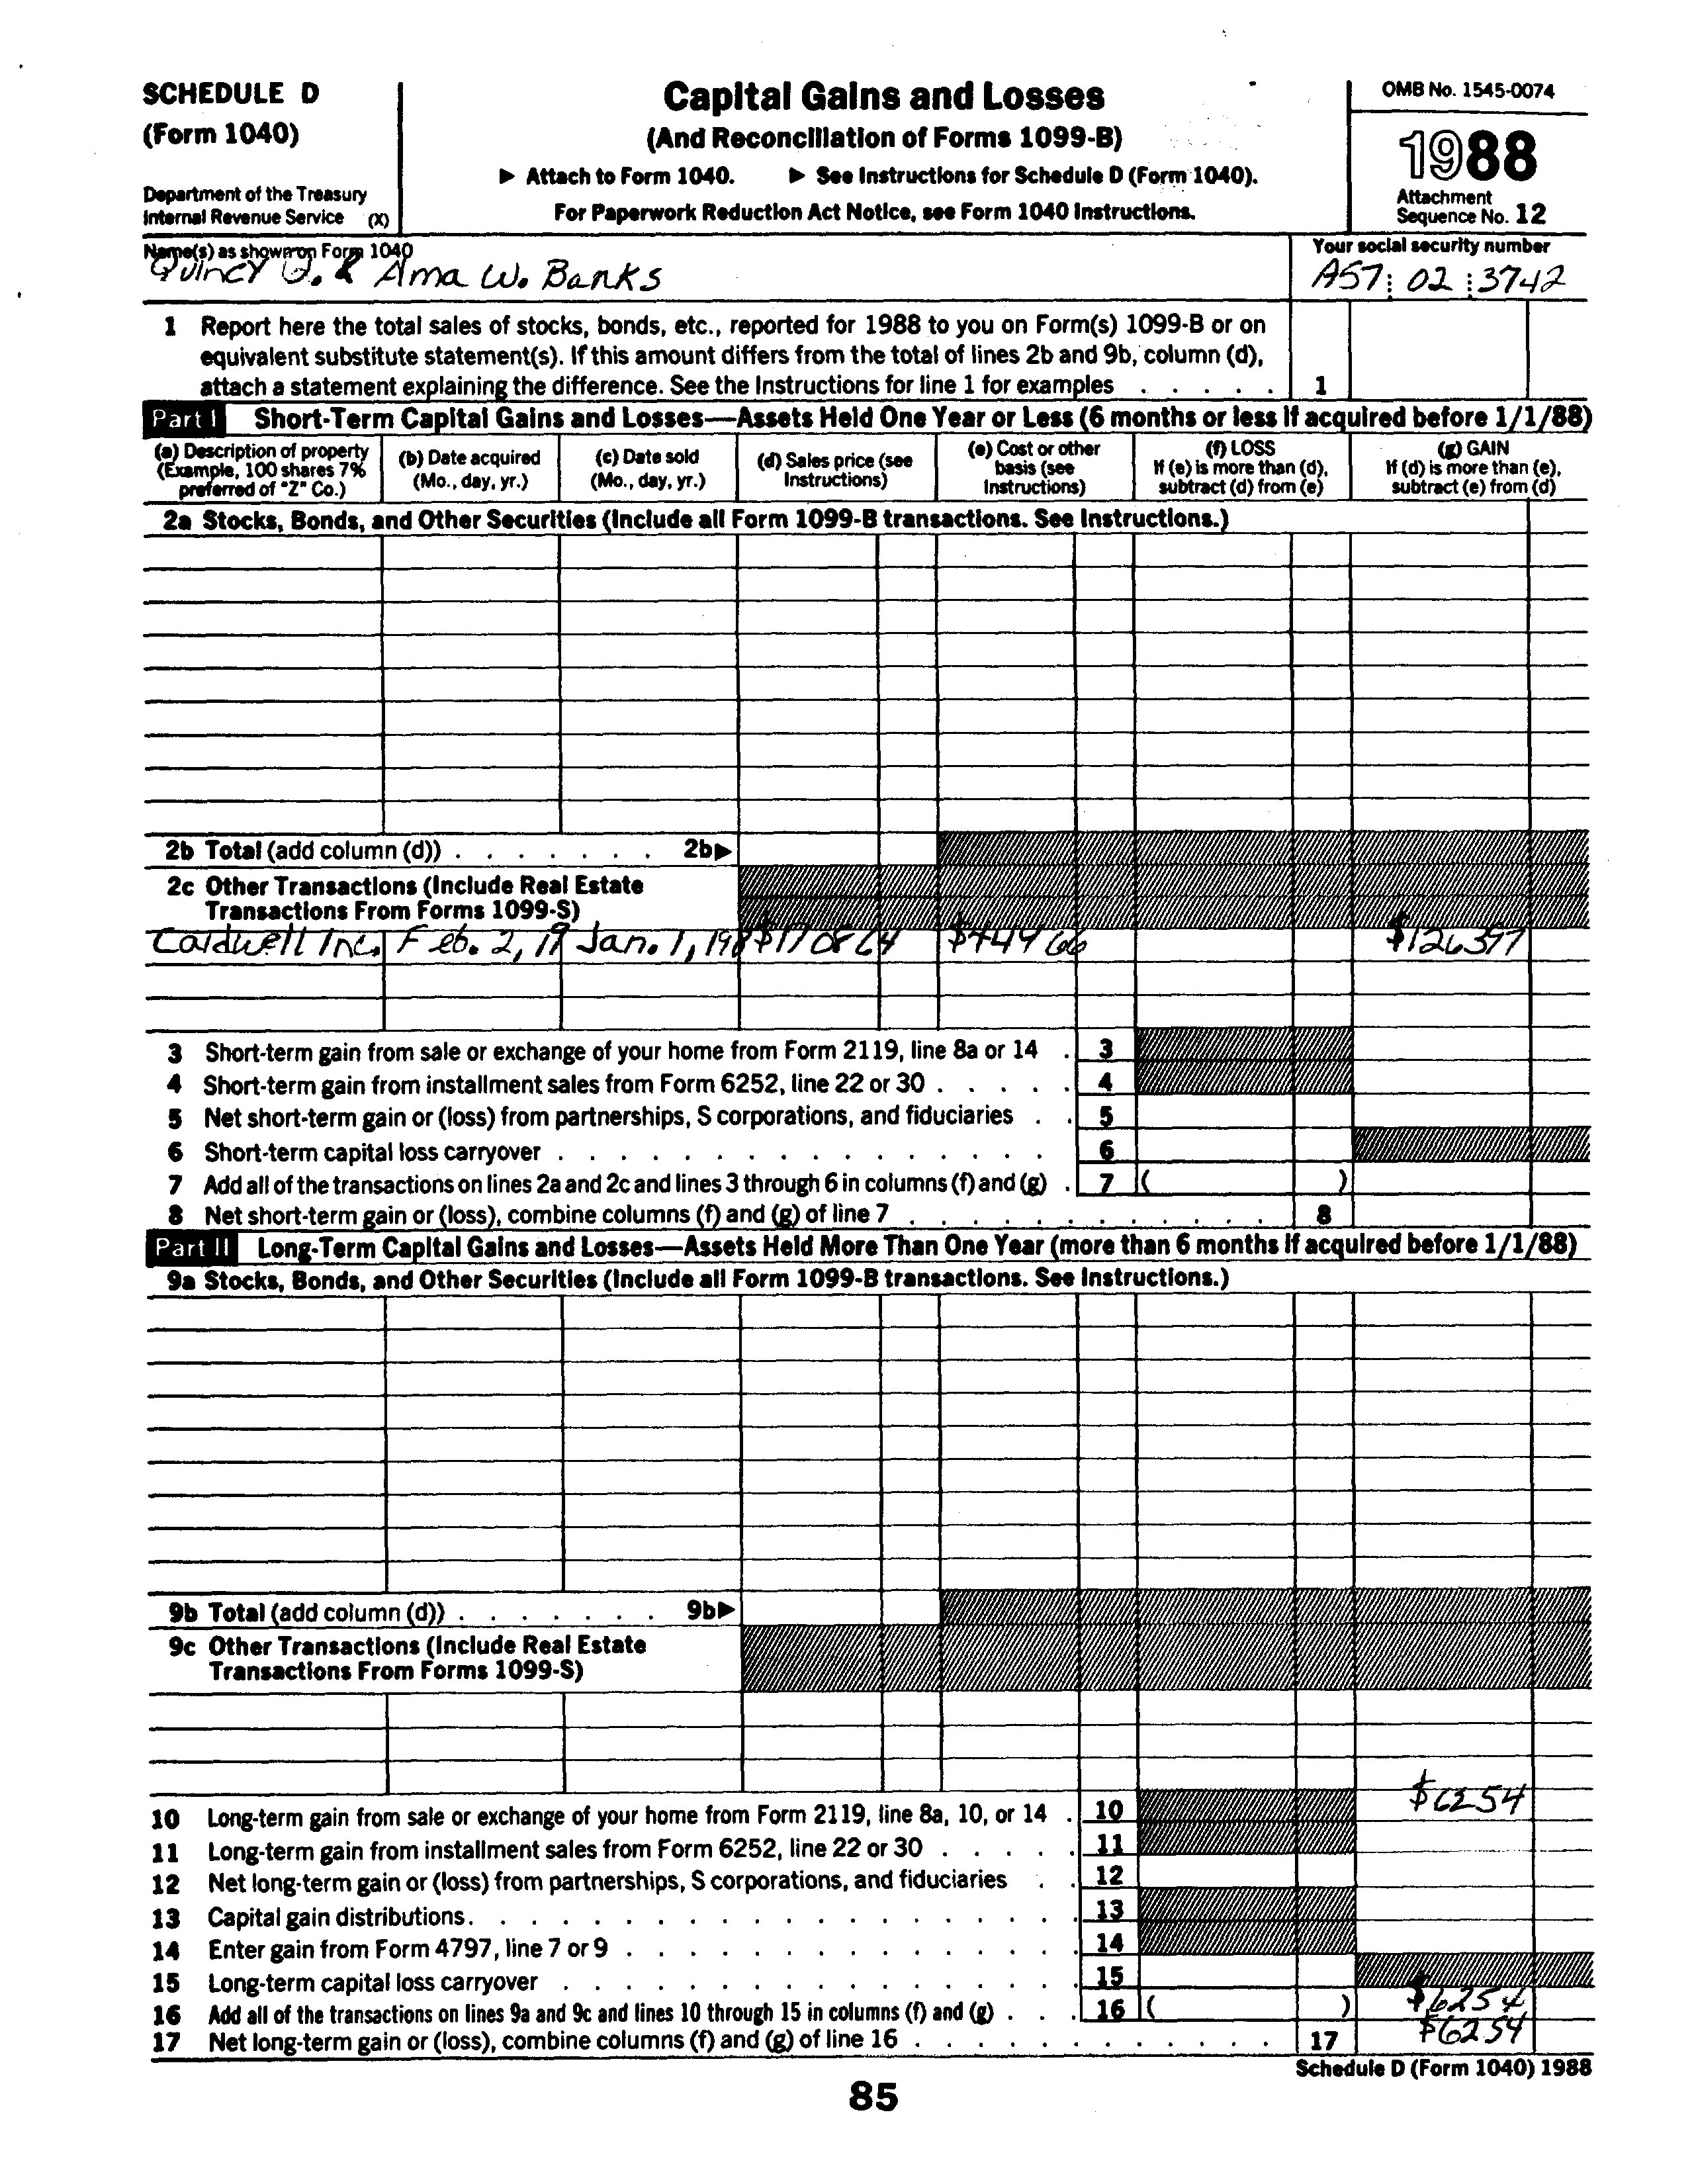 SCHEDULE D
(Form 1040)
Department of the Treasury
Internal Revenue Service (X)
Capital Gains and Losses
(And Reconciliation of Forms 1099-B)
▶ Attach to Form 1040. ▶ See Instructions for Schedule D (Form 1040).
For Paperwork Reduction Act Notice, see Form 1040 Instructions.
OMB No. 1545-0074
1988
Attachment
Sequence No. 12
Name(s) as shown on Form 1040
Quincy & Ama W. Banks
Your social security number
A57: 02 :3742
1 Report here the total sales of stocks, bonds, etc., reported for 1988 to you on Form(s) 1099-B or on
equivalent substitute statement(s). If this amount differs from the total of lines 2b and 9b, column (d),
attach a statement explaining the difference. See the Instructions for line 1 for examples . . . . . 1
Part I Short-Term Capital Gains and Losses—Assets Held One Year or Less (6 months or less if acquired before 1/1/88)
(a) Description of property
(Example, 100 shares 7%
preferred of "Z" Co.)
(b) Date acquired
(Mo., day, yr.)
(c) Date sold
(Mo., day, yr.)
(d) Sales price (see
Instructions)
(e) Cost or other
basis (see
Instructions)
(f) LOSS
If (e) is more than (d),
subtract (d) from (e)
(g) GAIN
If (d) is more than (e),
subtract (e) from (d)
2a Stocks, Bonds, and Other Securities (Include all Form 1099-B transactions. See Instructions.)
2b Total (add column (d)) . . . . . . . 2b▶
2c Other Transactions (Include Real Estate
Transactions From Forms 1099-S)
Caldwell Inc. Feb. 2, 19 Jan. 1, 198 $44466 $126397
3 Short-term gain from sale or exchange of your home from Form 2119, line 8a or 14 . 3
4 Short-term gain from installment sales from Form 6252, line 22 or 30 . . . . . 4
5 Net short-term gain or (loss) from partnerships, S corporations, and fiduciaries . . 5
6 Short-term capital loss carryover . . . . . . . . . . . . . . . 6
7 Add all of the transactions on lines 2a and 2c and lines 3 through 6 in columns (f) and (g) . 7 ( )
8 Net short-term gain or (loss), combine columns (f) and (g) of line 7 . . . . . . . . . . . 8
Part II Long-Term Capital Gains and Losses—Assets Held More Than One Year (more than 6 months if acquired before 1/1/88)
9a Stocks, Bonds, and Other Securities (Include all Form 1099-B transactions. See Instructions.)
9b Total (add column (d)) . . . . . . . 9b▶
9c Other Transactions (Include Real Estate
Transactions From Forms 1099-S)
10 Long-term gain from sale or exchange of your home from Form 2119, line 8a, 10, or 14 . 10 $6254
11 Long-term gain from installment sales from Form 6252, line 22 or 30 . . . . . 11
12 Net long-term gain or (loss) from partnerships, S corporations, and fiduciaries . . 12
13 Capital gain distributions. . . . . . . . . . . . . . . . . . . 13
14 Enter gain from Form 4797, line 7 or 9 . . . . . . . . . . . . . 14
15 Long-term capital loss carryover . . . . . . . . . . . . . . . 15
16 Add all of the transactions on lines 9a and 9c and lines 10 through 15 in columns (f) and (g) . . . 16 ( ) $6254
17 Net long-term gain or (loss), combine columns (f) and (g) of line 16 . . . . . . . . . . . 17 $6254
Schedule D (Form 1040) 1988
85